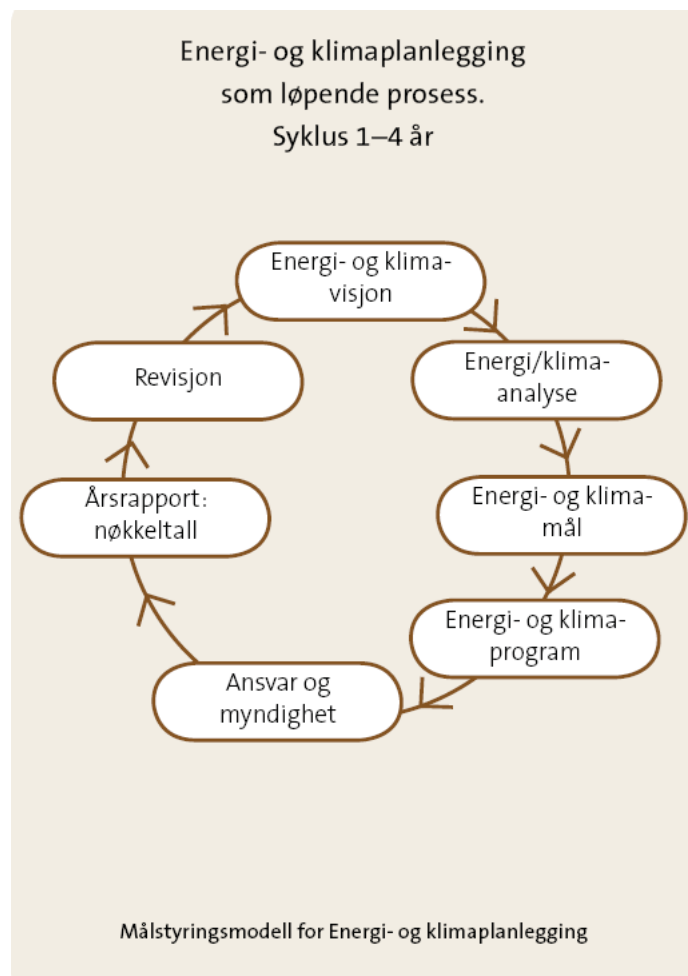 Energi- og klimaplanlegging
som løpende prosess.
Syklus 1–4 år
Energi- og klima-
visjon
Energi/klima-
analyse
Energi- og klima-
mål
Energi- og klima-
program
Ansvar og
myndighet
Årsrapport:
nøkkeltall
Revisjon
Målstyringsmodell for Energi- og klimaplanlegging